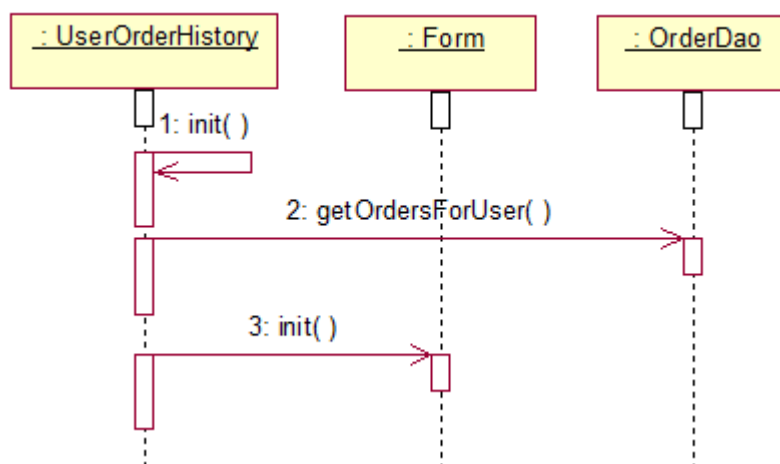 : UserOrderHistory
: Form
: OrderDao
1: init( )
2: getOrdersForUser( )
3: init( )